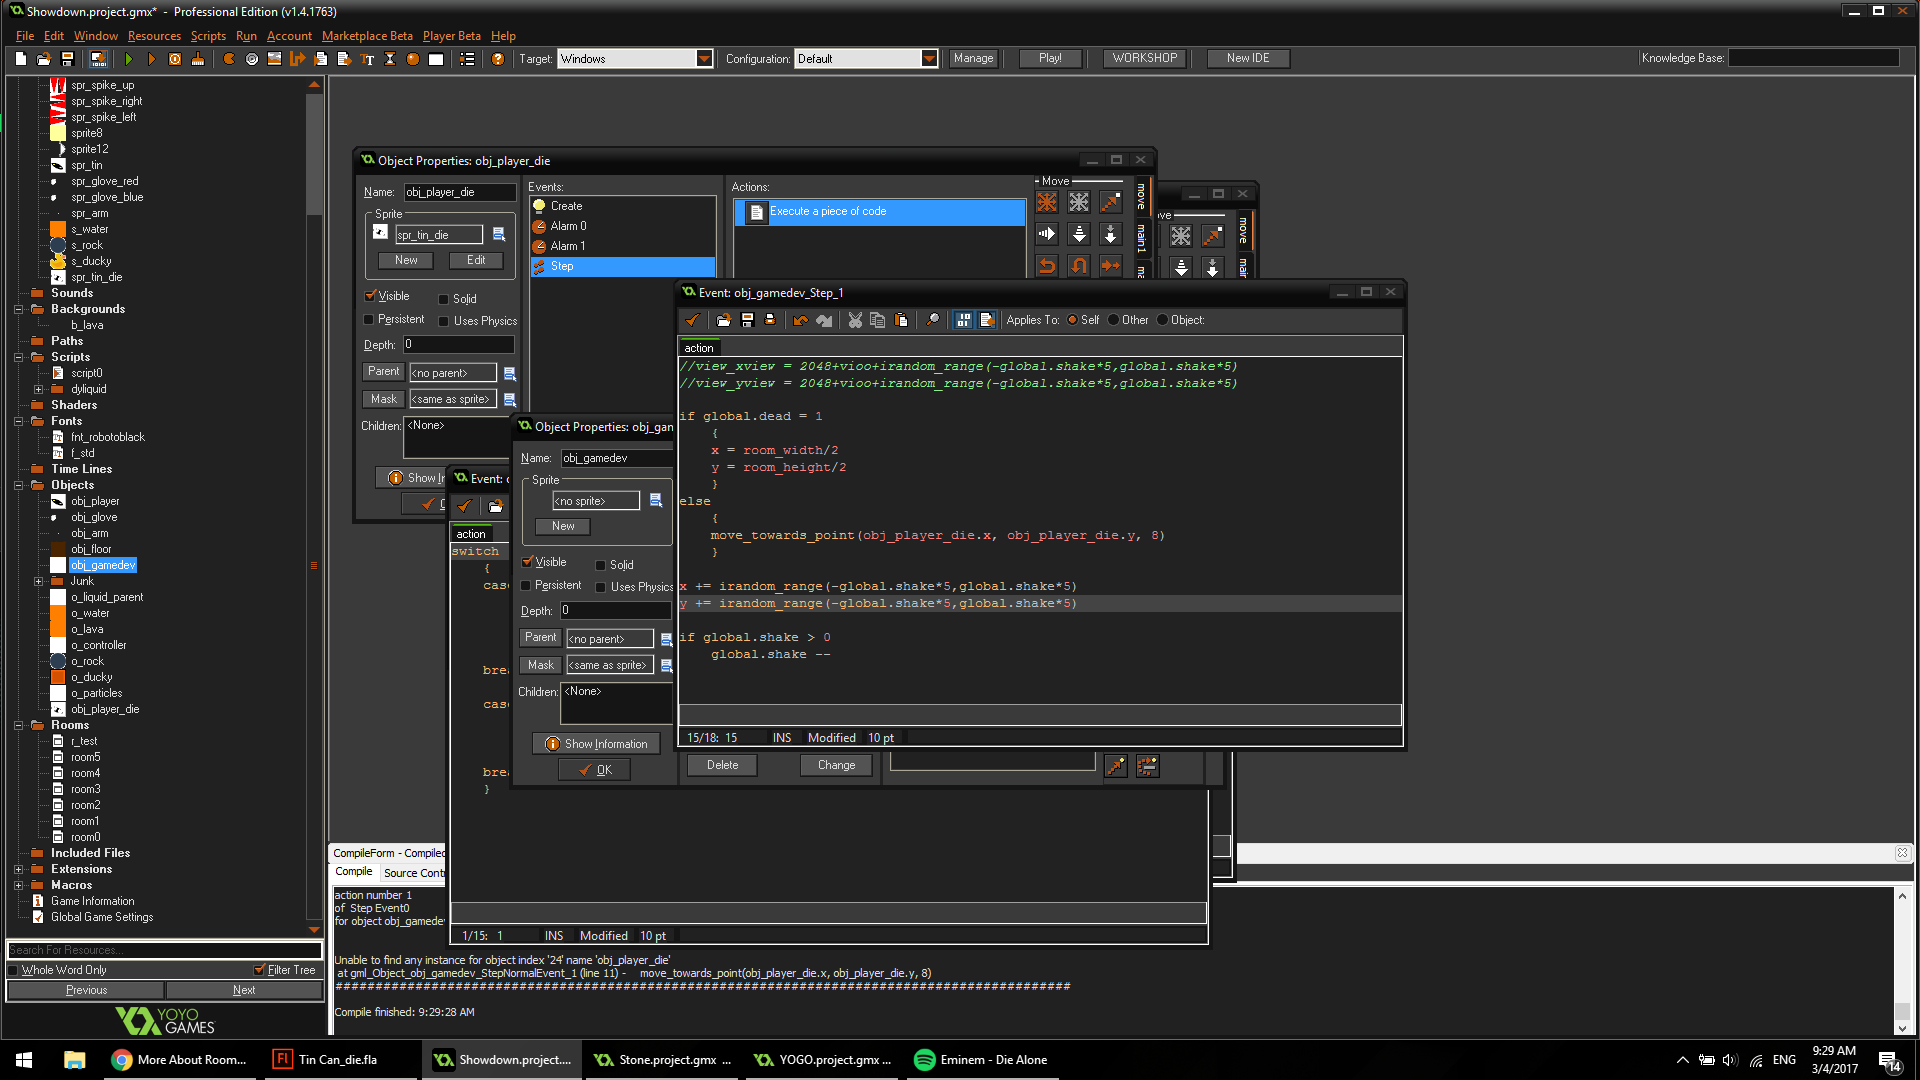 Showdown.project.gmx* - Professional Edition (v1.4.1763)
File Edit Window Resources Scripts Run Account Marketplace Beta Player Beta Help
Target: Windows Configuration: Default Manage Play! WORKSHOP New IDE Knowledge Base:
spr_spike_up
spr_spike_right
spr_spike_left
sprite8
sprite12
spr_tin
spr_glove_red
spr_glove_blue
spr_arm
s_water
s_rock
s_ducky
spr_tin_die
Sounds
Backgrounds
b_lava
Paths
Scripts
script0
dyliquid
Shaders
Fonts
fnt_robotoblack
f_std
Time Lines
Objects
obj_player
obj_glove
obj_arm
obj_floor
obj_gamedev
Junk
o_liquid_parent
o_water
o_lava
o_controller
o_rock
o_ducky
o_particles
obj_player_die
Rooms
r_test
room5
room4
room3
room2
room1
room0
Included Files
Extensions
Macros
Game Information
Global Game Settings
Search For Resources...
Whole Word Only Filter Tree
Previous Next
YOYO
GAMES
Object Properties: obj_player_die
Name: obj_player_die
Sprite
spr_tin_die
New Edit
Visible Solid
Persistent Uses Physics
Depth: 0
Parent <no parent>
Mask <same as sprite>
Children: <None>
Show
Events:
Create
Alarm 0
Alarm 1
Step
Actions:
Execute a piece of code
Move
move
main1
move
Event:
action
switch
{
}
1/15: 1 INS Modified 10 pt
Object Properties: obj_gam
Name: obj_gamedev
Sprite
<no sprite>
New
Visible Solid
Persistent Uses Physics
Depth: 0
Parent <no parent>
Mask <same as sprite>
Children: <None>
Show Information
OK
Delete Change
Event: obj_gamedev_Step_1
Applies To: Self Other Object:
action
//view_xview = 2048+vioo+irandom_range(-global.shake*5,global.shake*5)
//view_yview = 2048+vioo+irandom_range(-global.shake*5,global.shake*5)
if global.dead = 1
{
x = room_width/2
y = room_height/2
}
else
{
move_towards_point(obj_player_die.x, obj_player_die.y, 8)
}
x += irandom_range(-global.shake*5,global.shake*5)
y += irandom_range(-global.shake*5,global.shake*5)
if global.shake > 0
global.shake --
15/18: 15 INS Modified 10 pt
CompileForm - Compiled
Compile Source Contr
action number 1
of Step Event0
for object obj_gamedev
Unable to find any instance for object index '24' name 'obj_player_die'
at gml_Object_obj_gamedev_StepNormalEvent_1 (line 11) - move_towards_point(obj_player_die.x, obj_player_die.y, 8)
Compile finished: 9:29:28 AM
More About Room... Tin Can_die.fla Showdown.project.... Stone.project.gmx ... YOGO.project.gmx ... Eminem - Die Alone
ENG
9:29 AM
3/4/2017
14